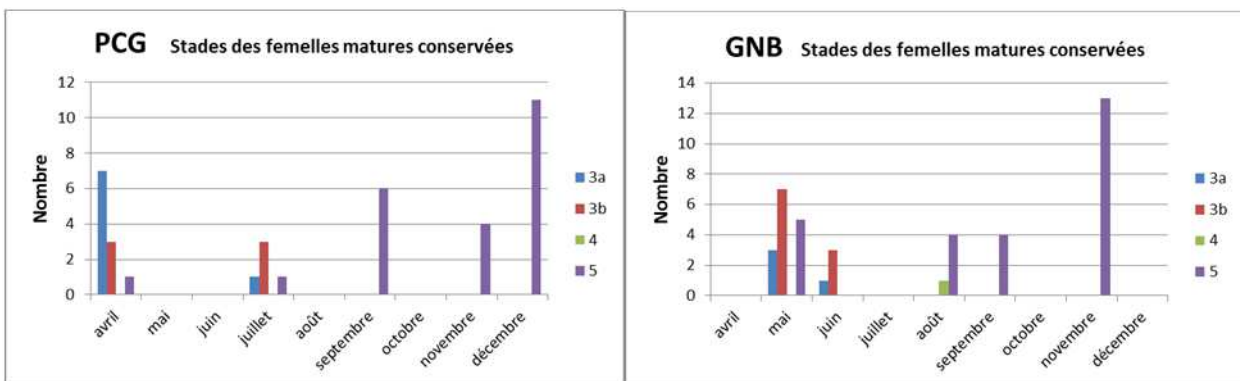 PCG Stades des femelles matures conservées
12
10
8
6
4
2
0
Nombre
avril
mai
juin
juillet
août
septembre
octobre
novembre
décembre
3a
3b
4
5
GNB Stades des femelles matures conservées
14
12
10
8
6
4
2
0
Nombre
avril
mai
juin
juillet
août
septembre
octobre
novembre
décembre
3a
3b
4
5